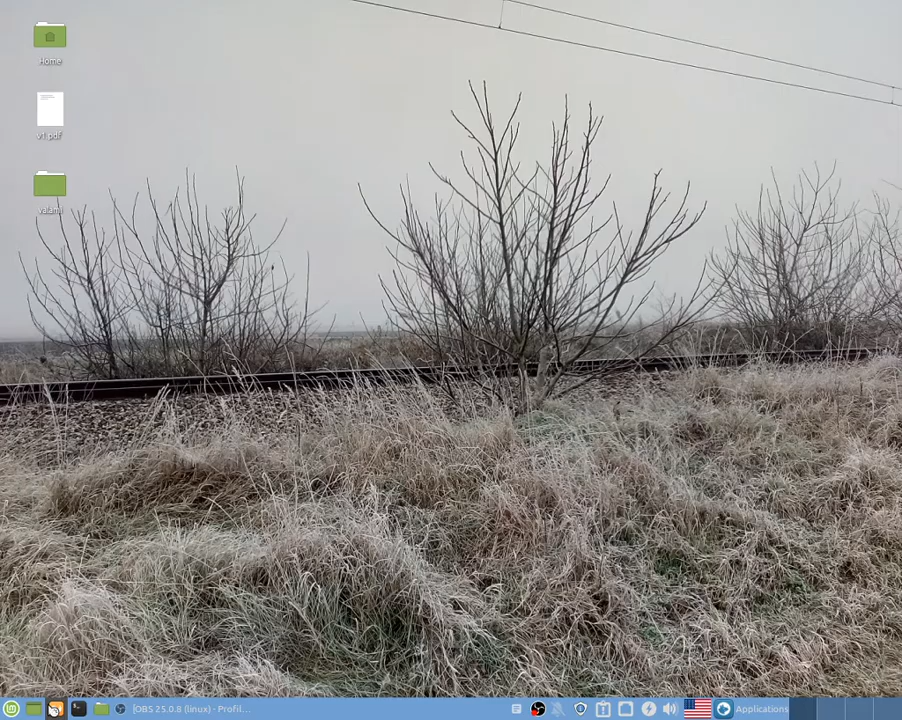 Home
v1.pdf
valami
OBS 25.0.8 (linux) - Profil...
Applications